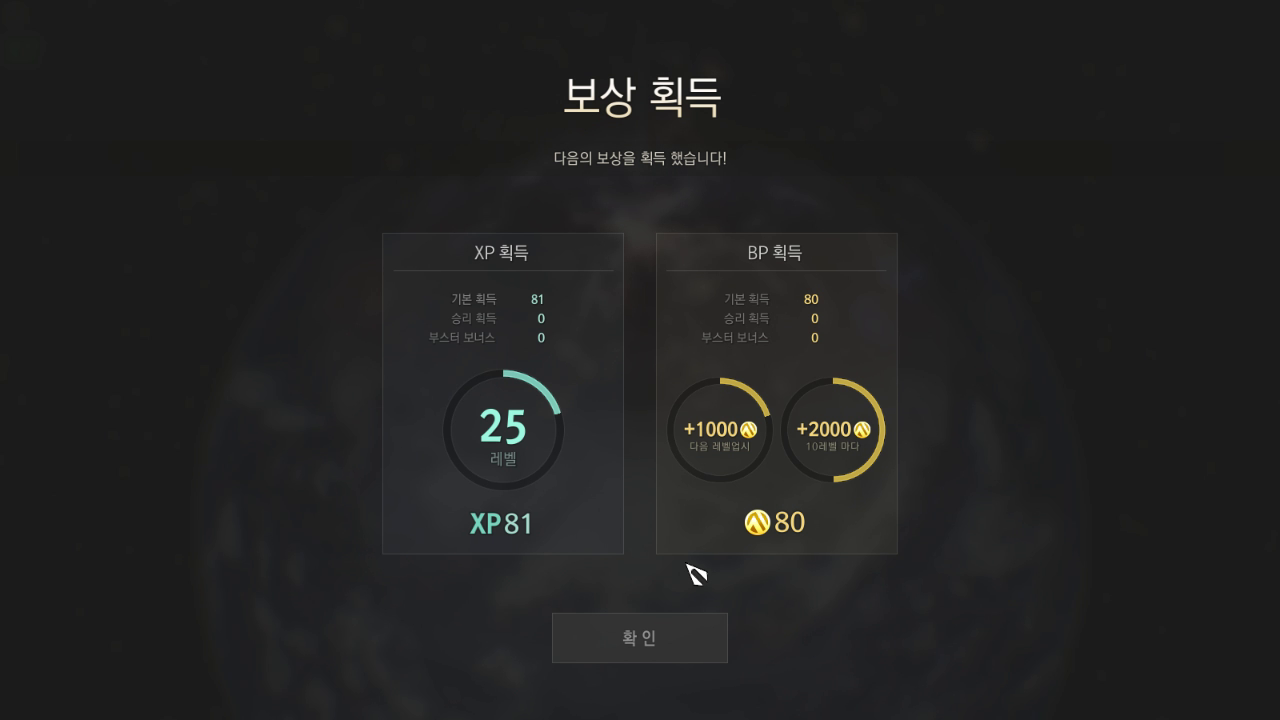 보상 획득
다음의 보상을 획득 했습니다!
XP 획득
기본 획득 81
승리 획득 0
부스터 보너스 0
25
레벨
XP81
BP 획득
기본 획득 80
승리 획득 0
부스터 보너스 0
+1000
다음 레벨업시
+2000
10레벨 마다
80
확 인